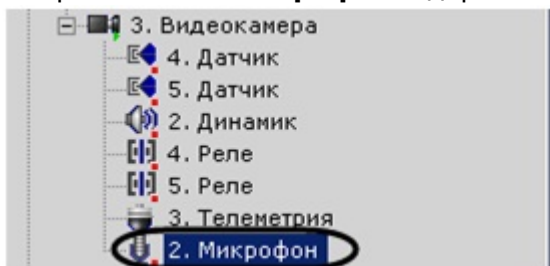 3. Видеокамера
4. Датчик
5. Датчик
2. Динамик
4. Реле
5. Реле
3. Телеметрия
2. Микрофон